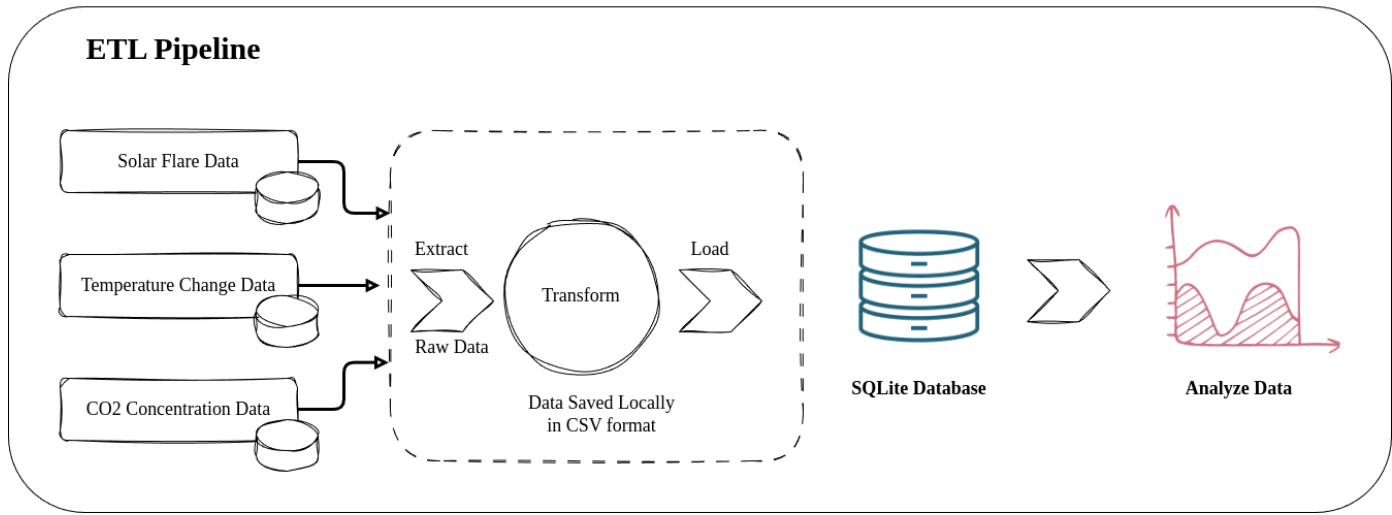 ETL Pipeline
Solar Flare Data
Temperature Change Data
CO2 Concentration Data
Extract
Raw Data
Transform
Data Saved Locally
in CSV format
Load
SQLite Database
Analyze Data